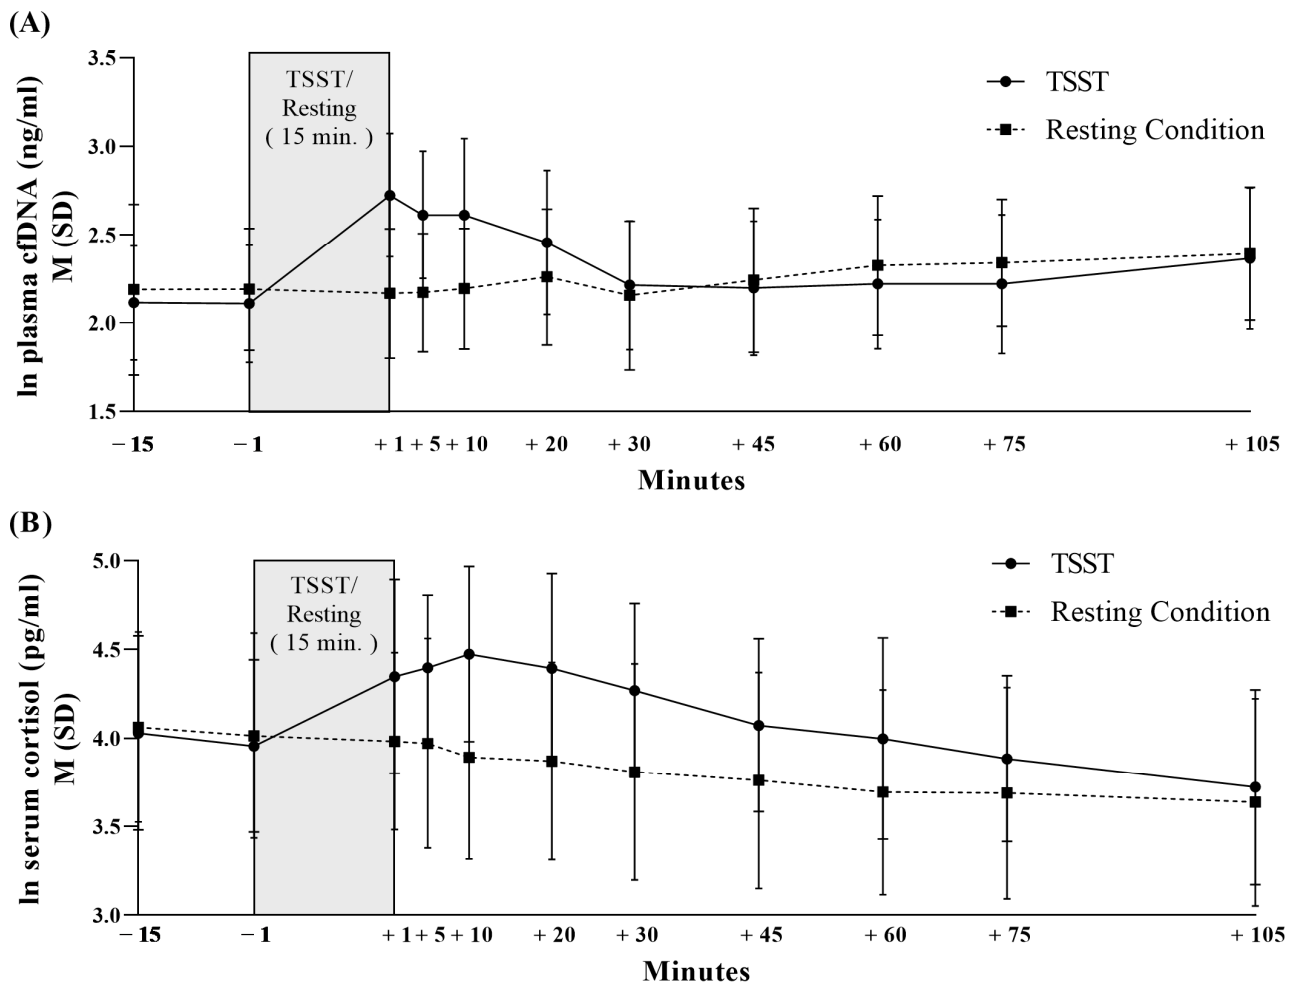 (A)
ln plasma cfDNA (ng/ml)
M (SD)
3.5
3.0
2.5
2.0
1.5
TSST/
Resting
( 15 min. )
TSST
Resting Condition
−15 −1 + 1 + 5 + 10 + 20 + 30 + 45 + 60 + 75 + 105
Minutes
(B)
ln serum cortisol (pg/ml)
M (SD)
5.0
4.5
4.0
3.5
3.0
TSST/
Resting
( 15 min. )
TSST
Resting Condition
−15 −1 + 1 + 5 + 10 + 20 + 30 + 45 + 60 + 75 + 105
Minutes